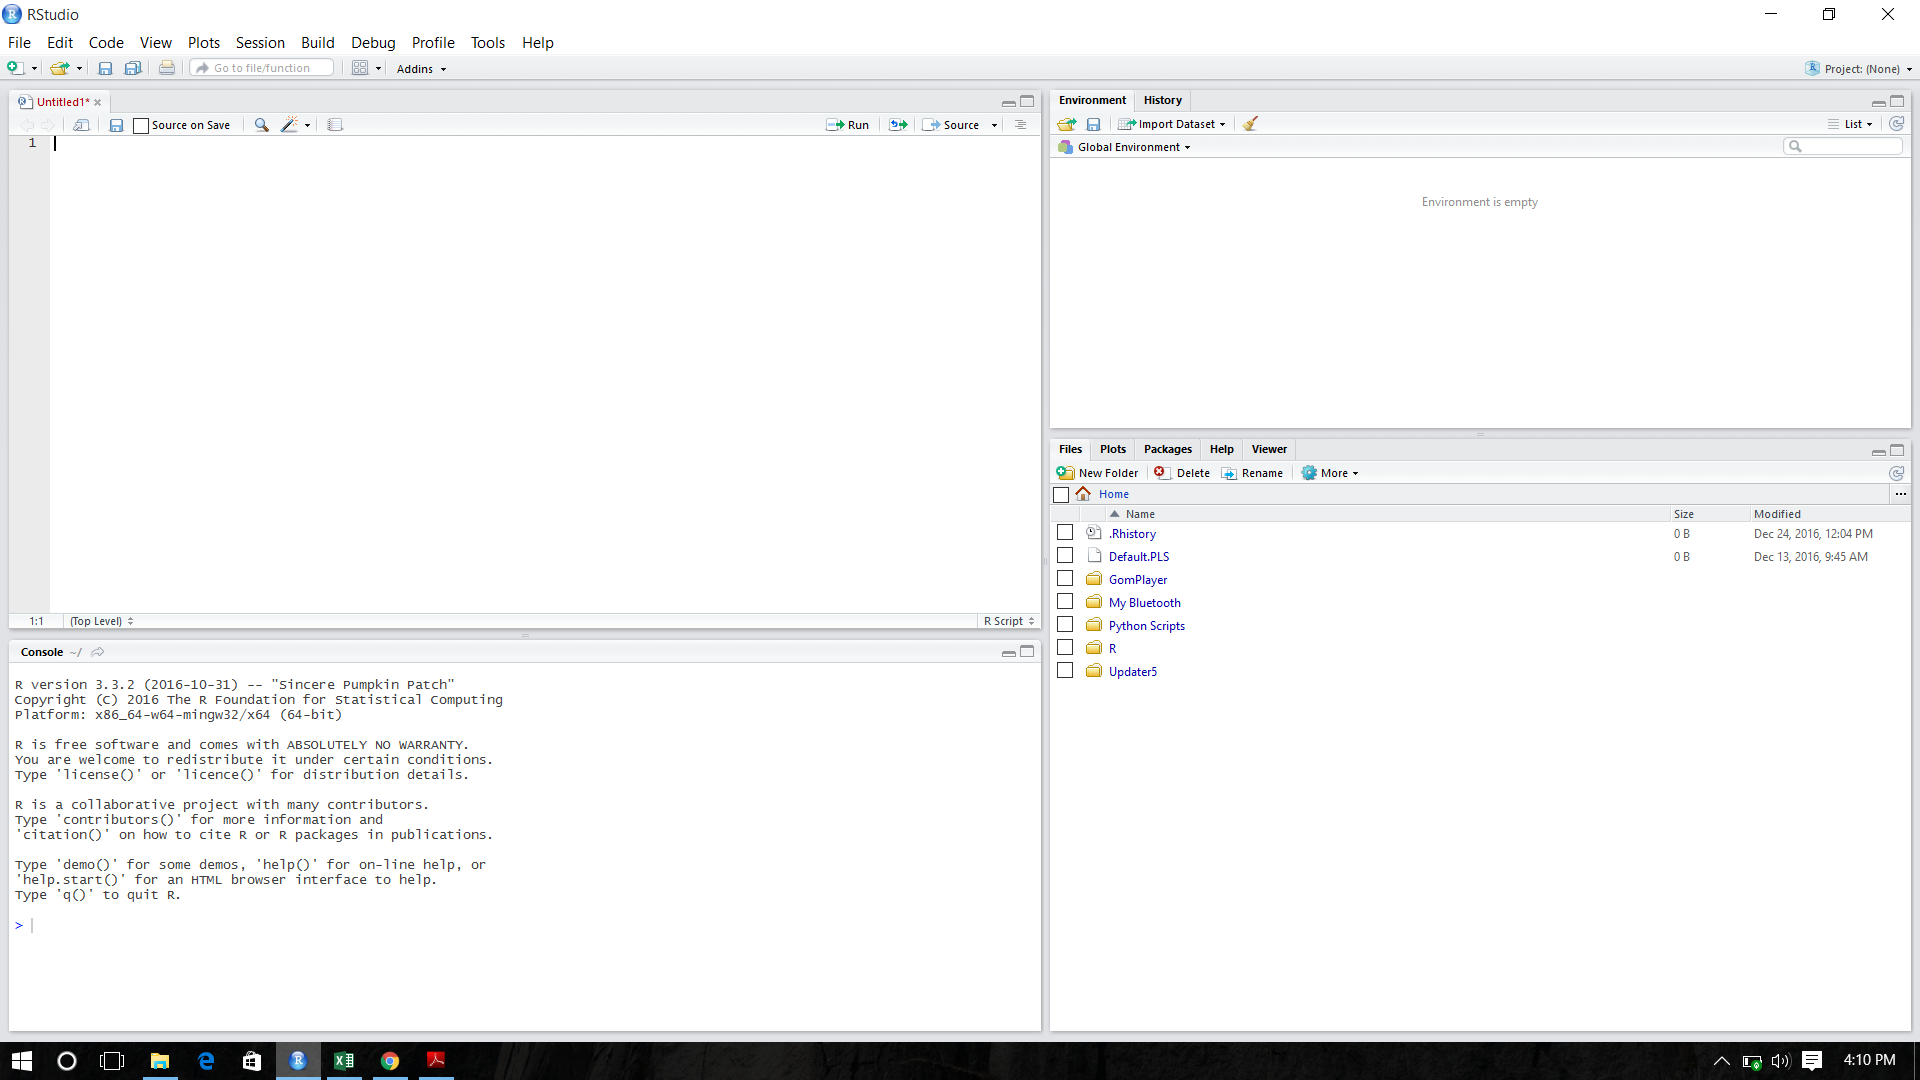 RStudio
File Edit Code View Plots Session Build Debug Profile Tools Help
Go to file/function Addins Project: (None)
Untitled1*
Source on Save Run Source
1
1:1 (Top Level) R Script
Console ~/
R version 3.3.2 (2016-10-31) -- "Sincere Pumpkin Patch"
Copyright (C) 2016 The R Foundation for Statistical Computing
Platform: x86_64-w64-mingw32/x64 (64-bit)
R is free software and comes with ABSOLUTELY NO WARRANTY.
You are welcome to redistribute it under certain conditions.
Type 'license()' or 'licence()' for distribution details.
R is a collaborative project with many contributors.
Type 'contributors()' for more information and
'citation()' on how to cite R or R packages in publications.
Type 'demo()' for some demos, 'help()' for on-line help, or
'help.start()' for an HTML browser interface to help.
Type 'q()' to quit R.
>
Environment History
Import Dataset List
Global Environment
Environment is empty
Files Plots Packages Help Viewer
New Folder Delete Rename More
Home ...
Name Size Modified
.Rhistory 0 B Dec 24, 2016, 12:04 PM
Default.PLS 0 B Dec 13, 2016, 9:45 AM
GomPlayer
My Bluetooth
Python Scripts
R
Updater5
4:10 PM